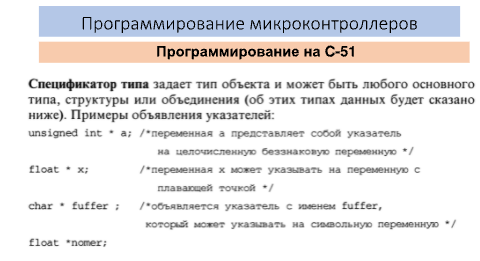 Программирование микроконтроллеров
Программирование на С-51
Спецификатор типа задает тип объекта и может быть любого основного
типа, структуры или объединения (об этих типах данных будет сказано
ниже). Примеры объявления указателей:
unsigned int * a; /*переменная а представляет собой указатель
на целочисленную беззнаковую переменную */
float * x; /*переменная х может указывать на переменную с
плавающей точкой */
char * fuffer ; /*объявляется указатель с именем fuffer,
который может указывать на символьную переменную */
float *nomer;